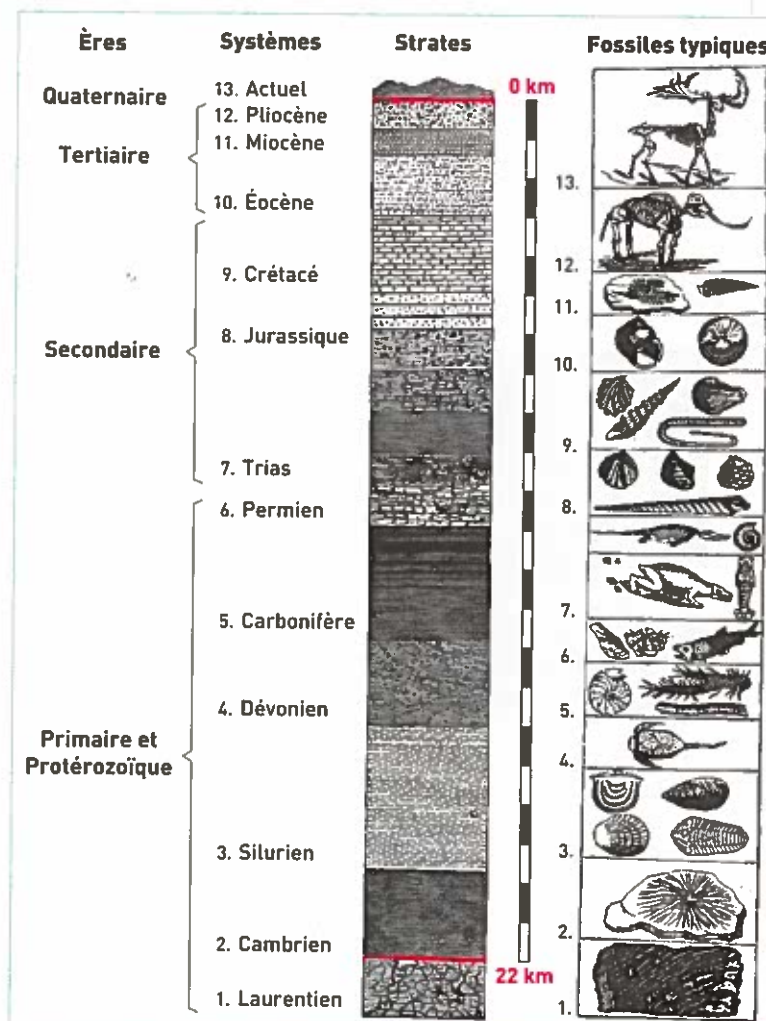 Ères Systèmes Strates Fossiles typiques
Quaternaire
Tertiaire
Secondaire
Primaire et
Protérozoïque
13. Actuel
12. Pliocène
11. Miocène
10. Éocène
9. Crétacé
8. Jurassique
7. Trias
6. Permien
5. Carbonifère
4. Dévonien
3. Silurien
2. Cambrien
1. Laurentien
0 km
22 km
13.
12.
11.
10.
9.
8.
7.
6.
5.
4.
3.
2.
1.